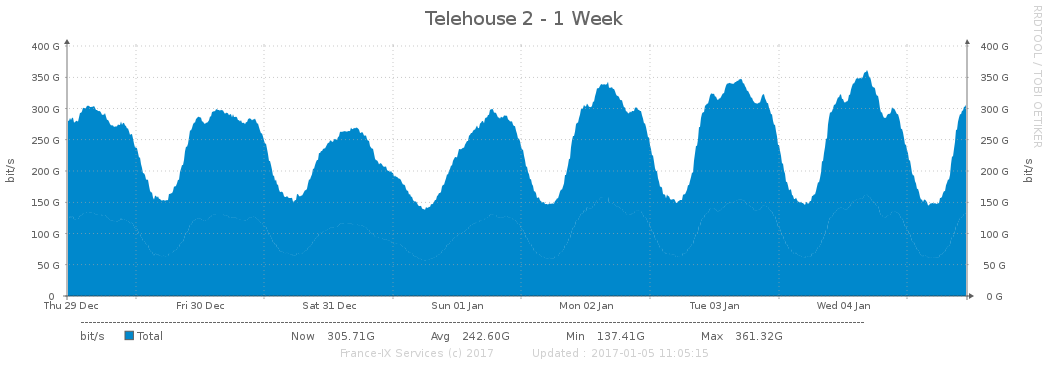 Telehouse 2 - 1 Week
RRDTOOL / TOBI OETIKER
400 G 400 G
350 G 350 G
300 G 300 G
250 G 250 G
200 G 200 G
150 G 150 G
100 G 100 G
50 G 50 G
0 0 G
bit/s bit/s
Thu 29 Dec Fri 30 Dec Sat 31 Dec Sun 01 Jan Mon 02 Jan Tue 03 Jan Wed 04 Jan
bit/s Total Now 305.71G Avg 242.60G Min 137.41G Max 361.32G
France-IX Services (c) 2017 Updated : 2017-01-05 11:05:15